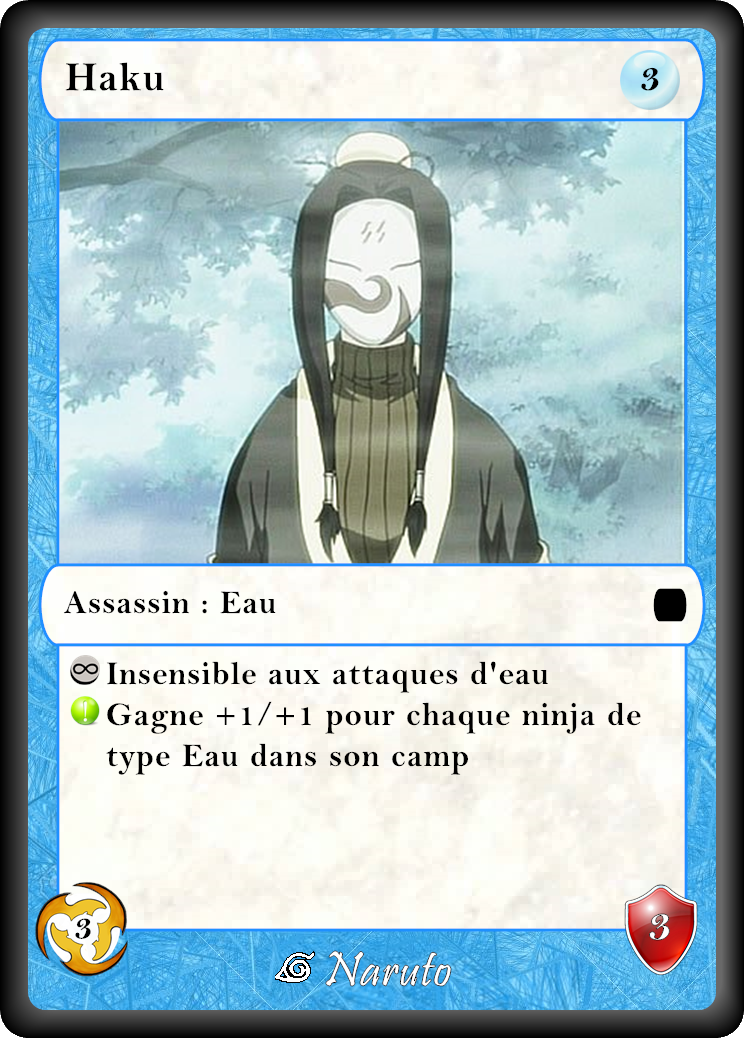 Haku 3
Assassin : Eau
∞ Insensible aux attaques d'eau
! Gagne +1/+1 pour chaque ninja de
type Eau dans son camp
3 3
Naruto